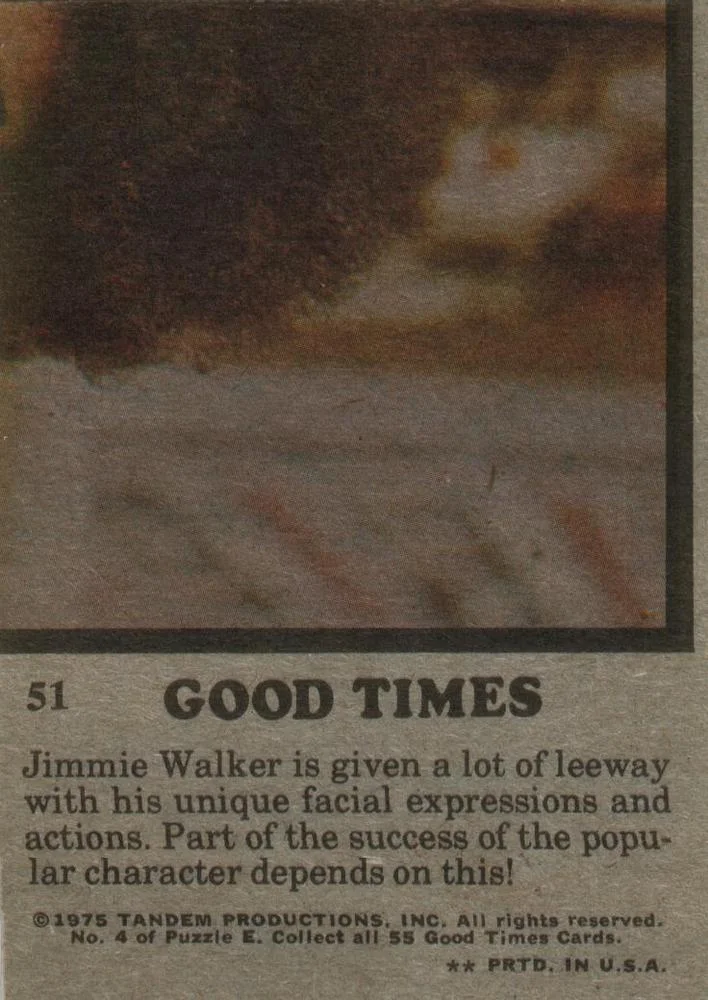 51 GOOD TIMES
Jimmie Walker is given a lot of leeway
with his unique facial expressions and
actions. Part of the success of the popu-
lar character depends on this!
©1975 TANDEM PRODUCTIONS, INC. All rights reserved.
No. 4 of Puzzle E. Collect all 55 Good Times Cards.
** PRTD. IN U.S.A.